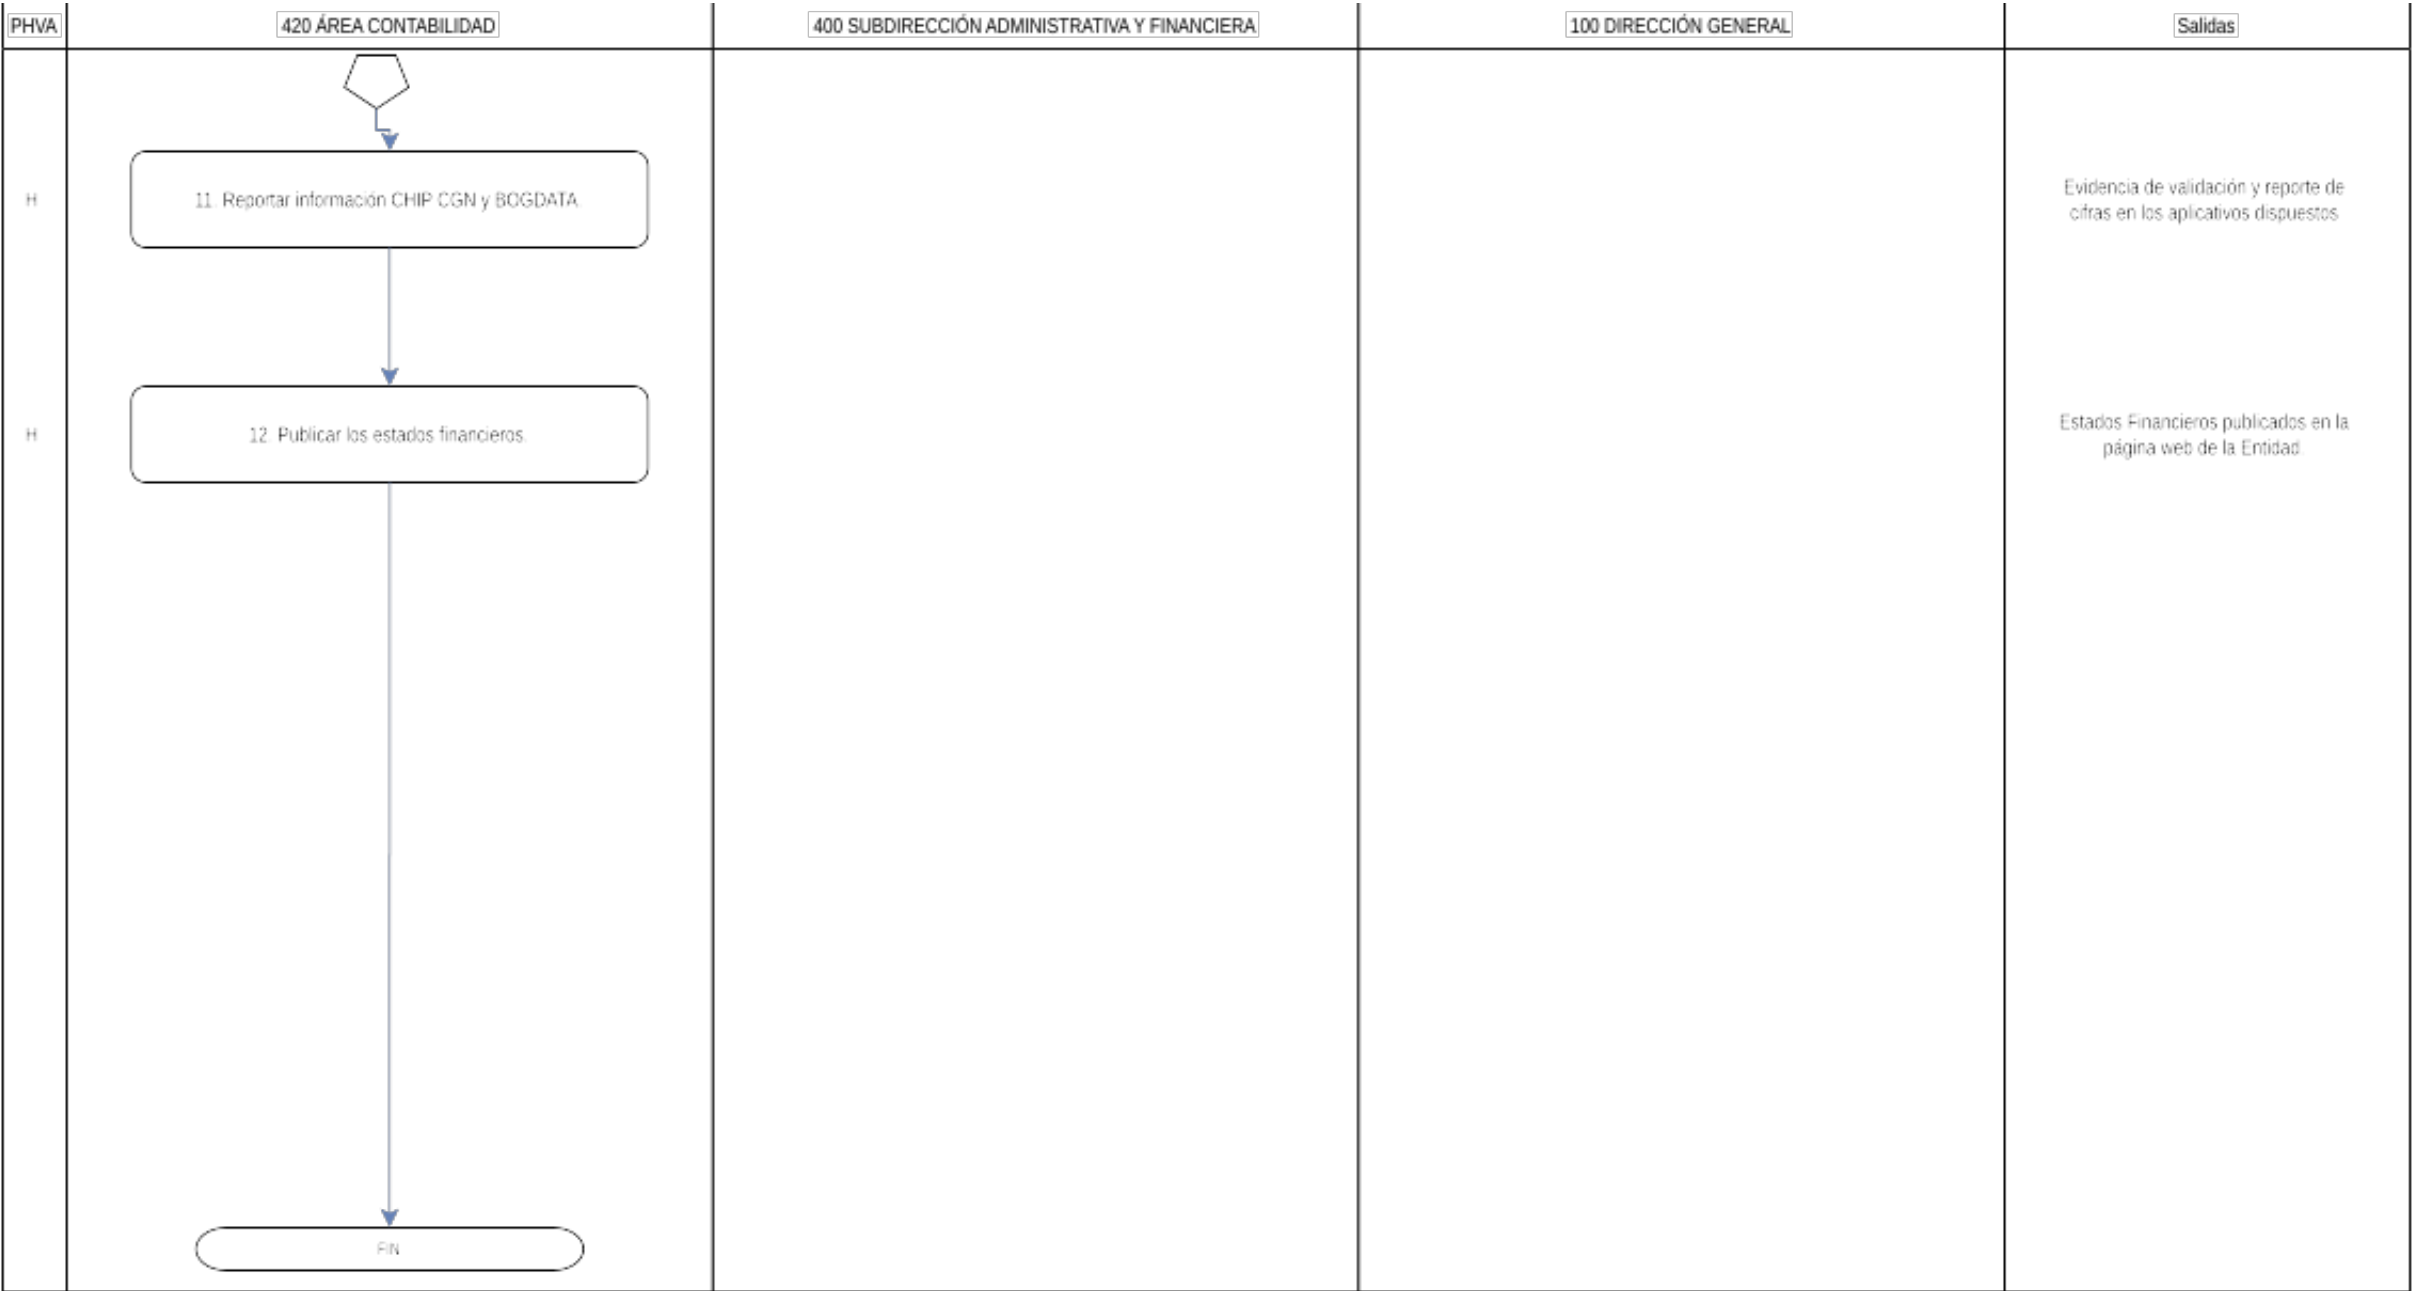 PHVA
420 ÁREA CONTABILIDAD
400 SUBDIRECCIÓN ADMINISTRATIVA Y FINANCIERA
100 DIRECCIÓN GENERAL
Salidas
H
11. Reportar información CHIP CGN y BOGDATA.
Evidencia de validación y reporte de
cifras en los aplicativos dispuestos
H
12. Publicar los estados financieros.
Estados Financieros publicados en la
página web de la Entidad.
FIN